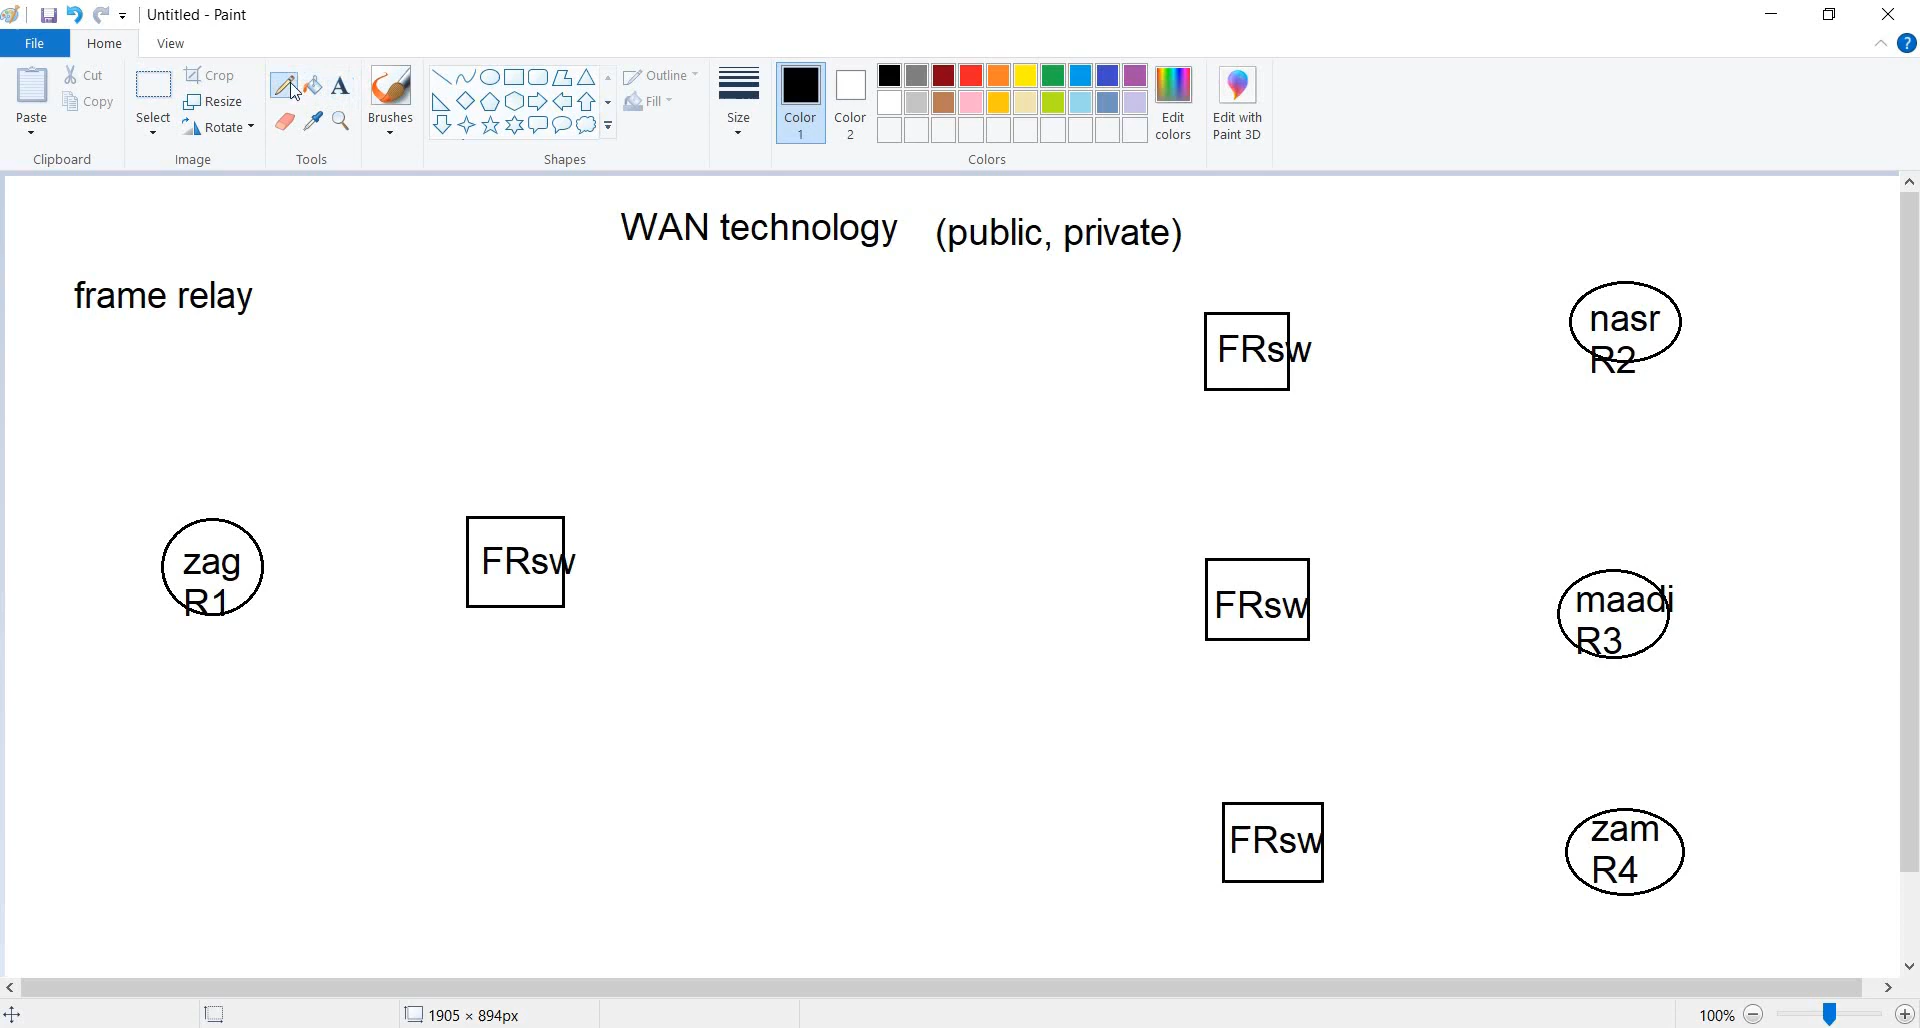 Untitled - Paint
File Home View
Paste
Cut
Copy
Clipboard
Select
Crop
Resize
Rotate
Image
Tools
Brushes
Shapes
Outline
Fill
Size
Color 1
Color 2
Edit colors
Colors
Edit with Paint 3D
WAN technology (public, private)
frame relay
FRsw
nasr
R2
zag
R1
FRsw
FRsw
maadi
R3
FRsw
zam
R4
1905 × 894px
100%